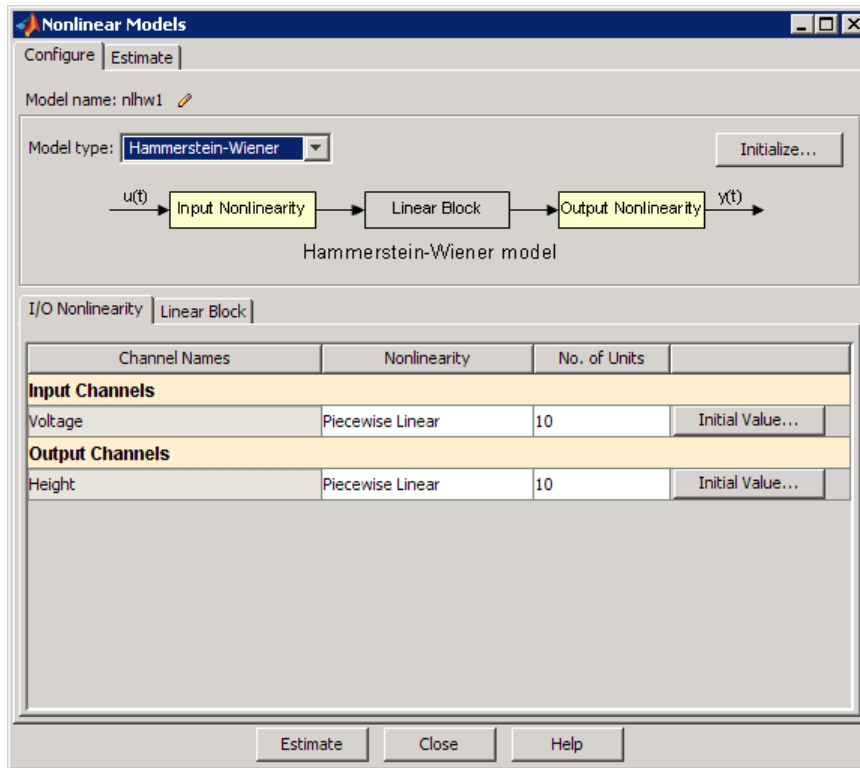 Nonlinear Models
Configure Estimate
Model name: nlhw1
Model type: Hammerstein-Wiener Initialize...
u(t) Input Nonlinearity Linear Block Output Nonlinearity y(t)
Hammerstein-Wiener model
I/O Nonlinearity Linear Block
Channel Names Nonlinearity No. of Units
Input Channels
Voltage Piecewise Linear 10 Initial Value...
Output Channels
Height Piecewise Linear 10 Initial Value...
Estimate Close Help